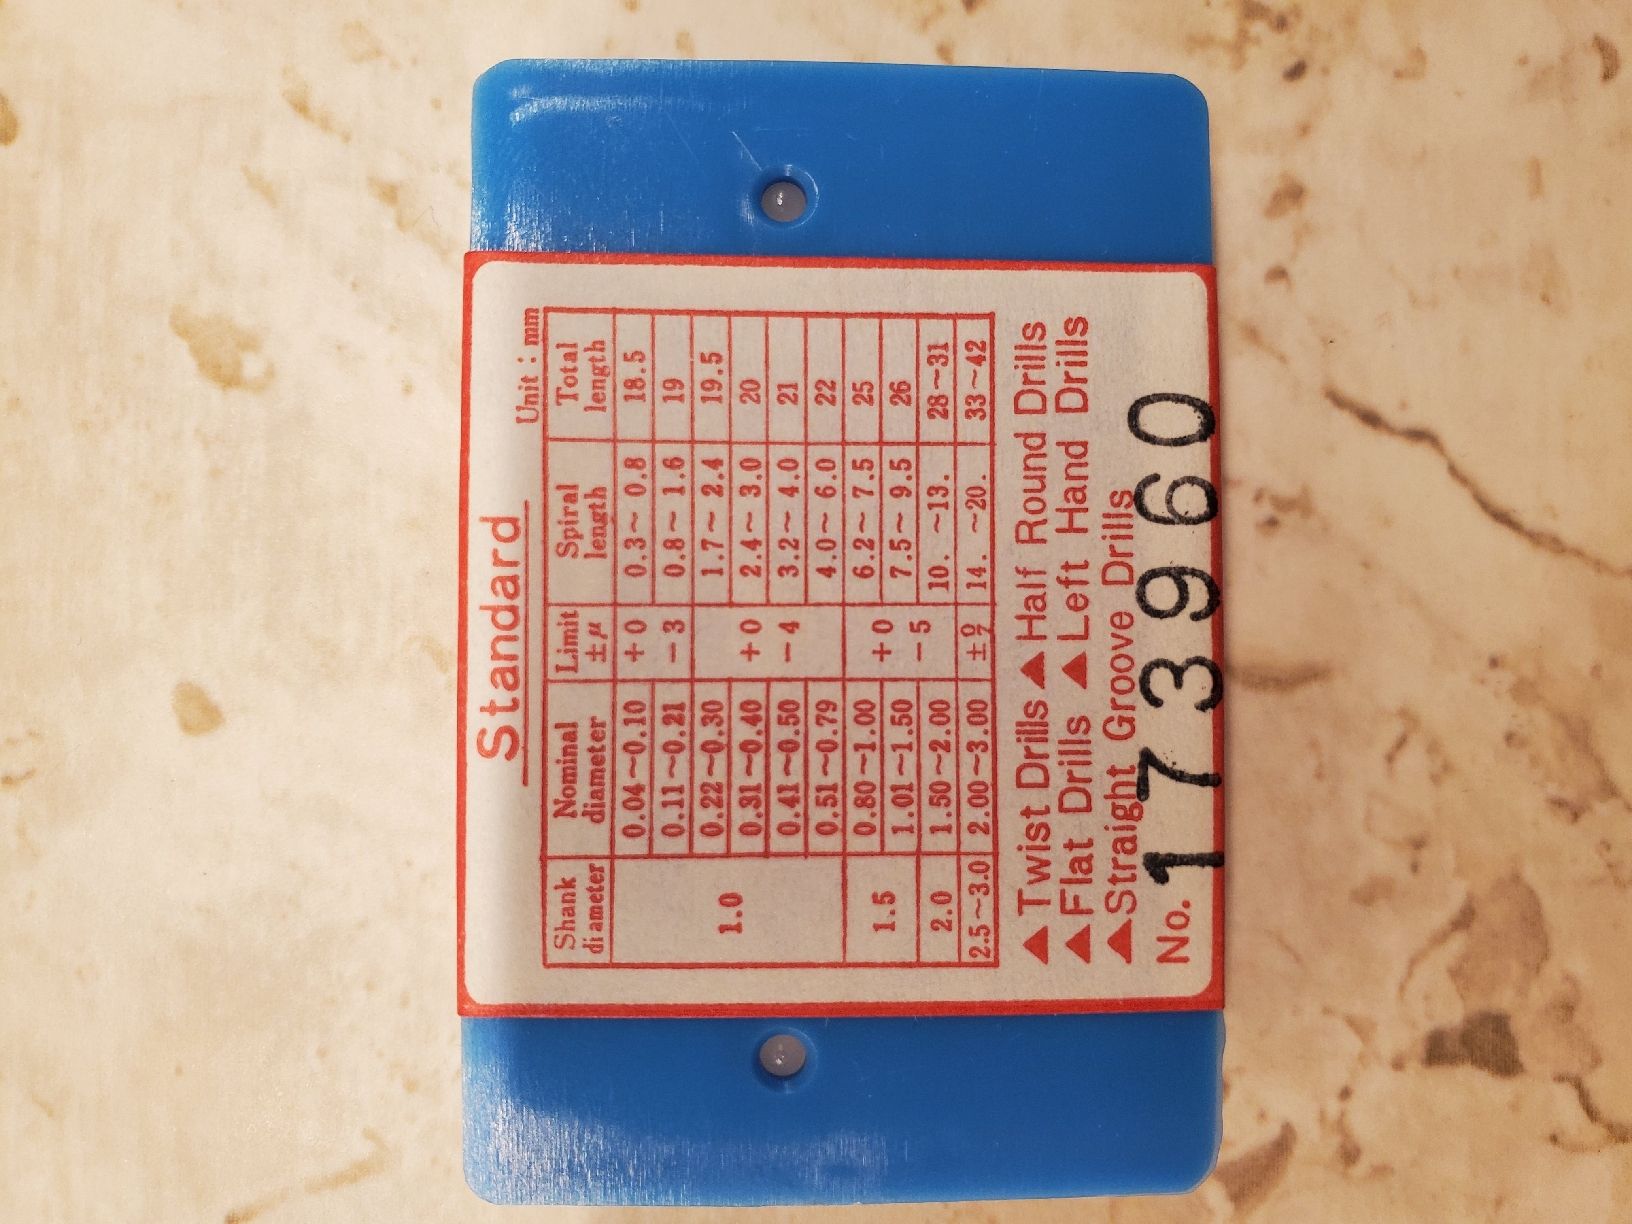 Standard
Unit : mm
Shank diameter Nominal diameter Limit ±μ Spiral length Total length
1.0 0.04~0.10 +0 0.3~0.8 18.5
0.11~0.21 -3 0.8~1.6 19
0.22~0.30 1.7~2.4 19.5
0.31~0.40 +0 2.4~3.0 20
0.41~0.50 -4 3.2~4.0 21
0.51~0.79 4.0~6.0 22
1.5 0.80~1.00 +0 6.2~7.5 25
1.01~1.50 -5 7.5~9.5 26
2.0 1.50~2.00 10. ~13. 28~31
2.5~3.0 2.00~3.00 ±0/7 14. ~20. 33~42
▲Twist Drills▲Half Round Drills
▲Flat Drills ▲Left Hand Drills
▲Straight Groove Drills
No. 173960